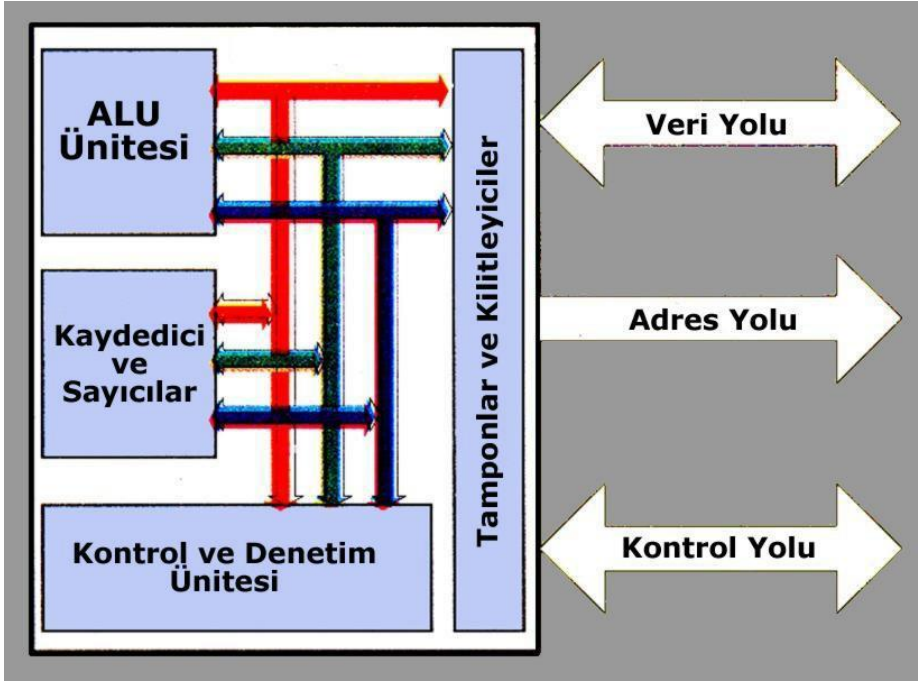 ALU
Ünitesi
Kaydedici
ve
Sayıcılar
Kontrol ve Denetim
Ünitesi
Tamponlar ve Kilitleyiciler
Veri Yolu
Adres Yolu
Kontrol Yolu